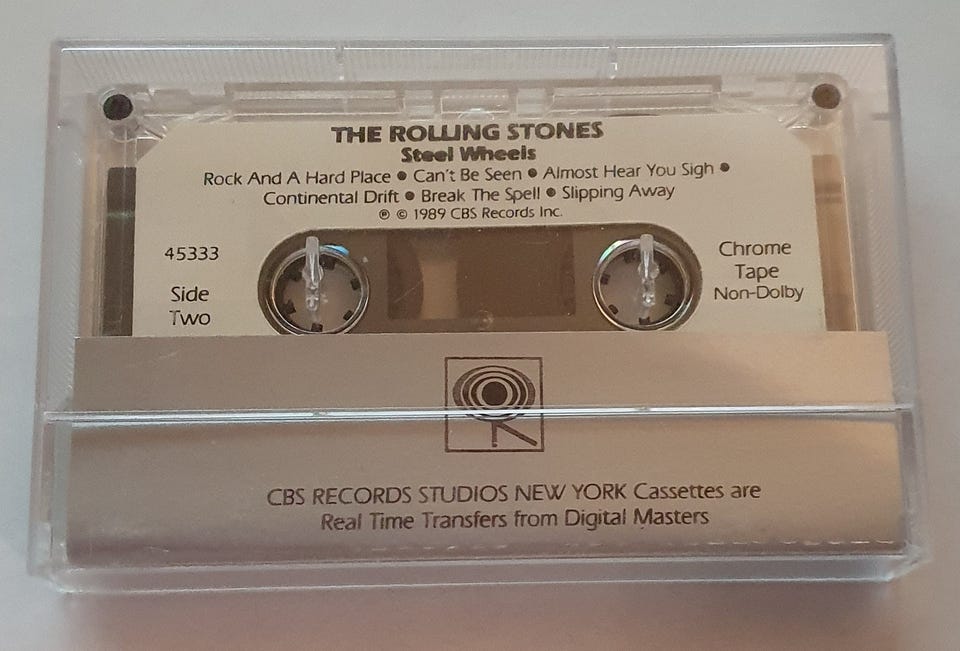 THE ROLLING STONES
Steel Wheels
Rock And A Hard Place • Can't Be Seen • Almost Hear You Sigh •
Continental Drift • Break The Spell • Slipping Away
℗ © 1989 CBS Records Inc.
45333
Side
Two
Chrome
Tape
Non-Dolby
CBS RECORDS STUDIOS NEW YORK Cassettes are
Real Time Transfers from Digital Masters